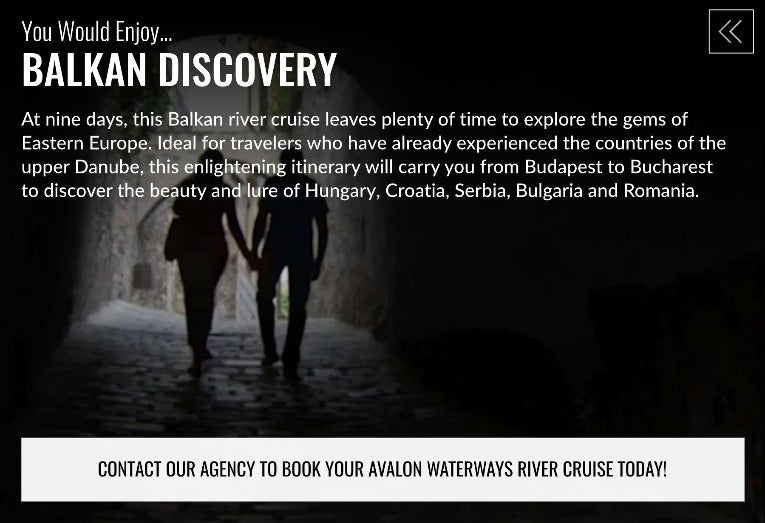 You Would Enjoy...
BALKAN DISCOVERY
At nine days, this Balkan river cruise leaves plenty of time to explore the gems of
Eastern Europe. Ideal for travelers who have already experienced the countries of the
upper Danube, this enlightening itinerary will carry you from Budapest to Bucharest
to discover the beauty and lure of Hungary, Croatia, Serbia, Bulgaria and Romania.
CONTACT OUR AGENCY TO BOOK YOUR AVALON WATERWAYS RIVER CRUISE TODAY!